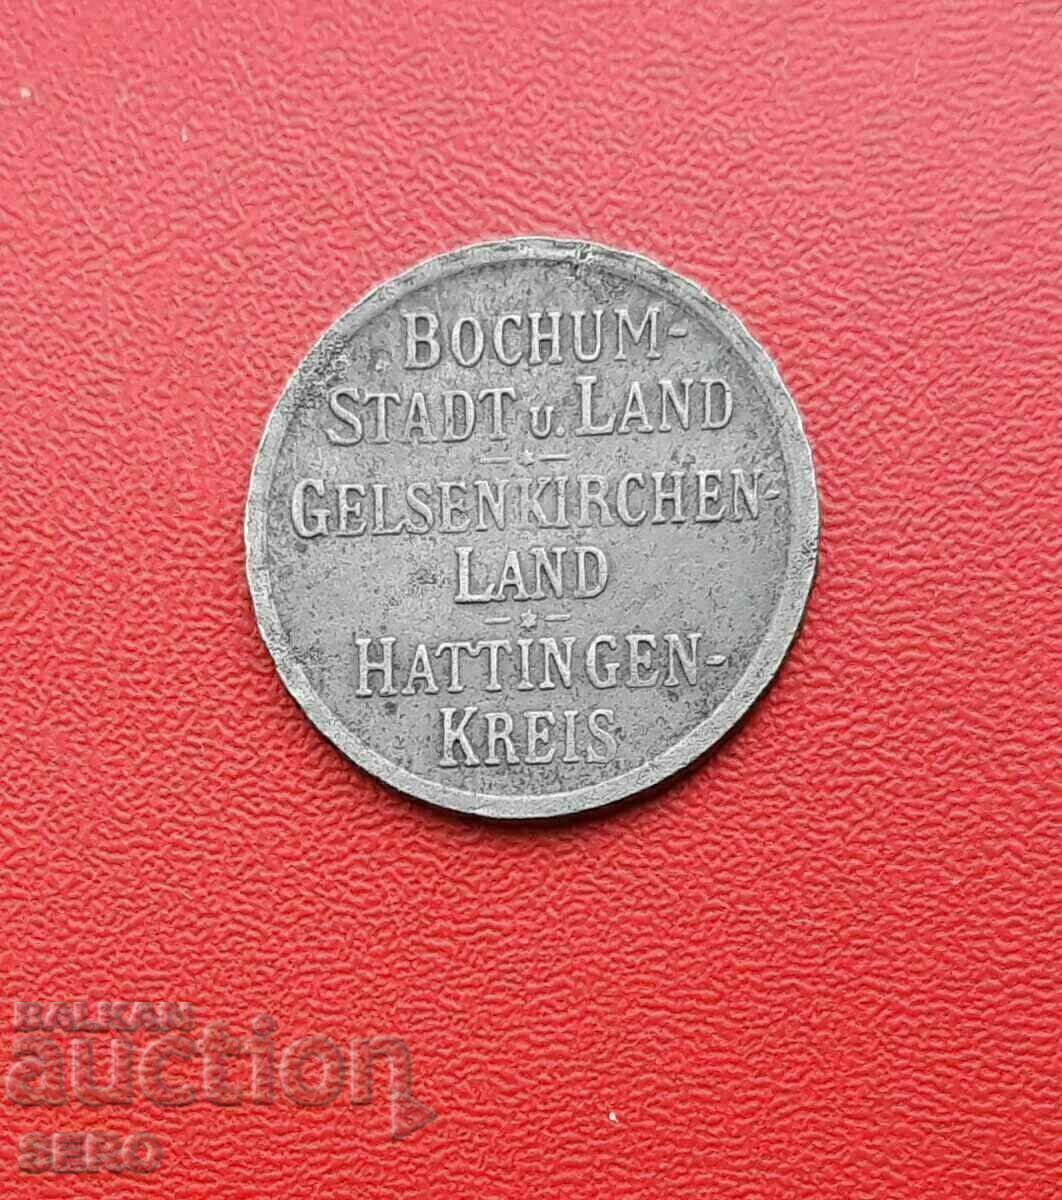 BOCHUM-
STADT u. LAND
GELSENKIRCHEN-
LAND
HATTINGEN-
KREIS
BALKAN
auction
SERO